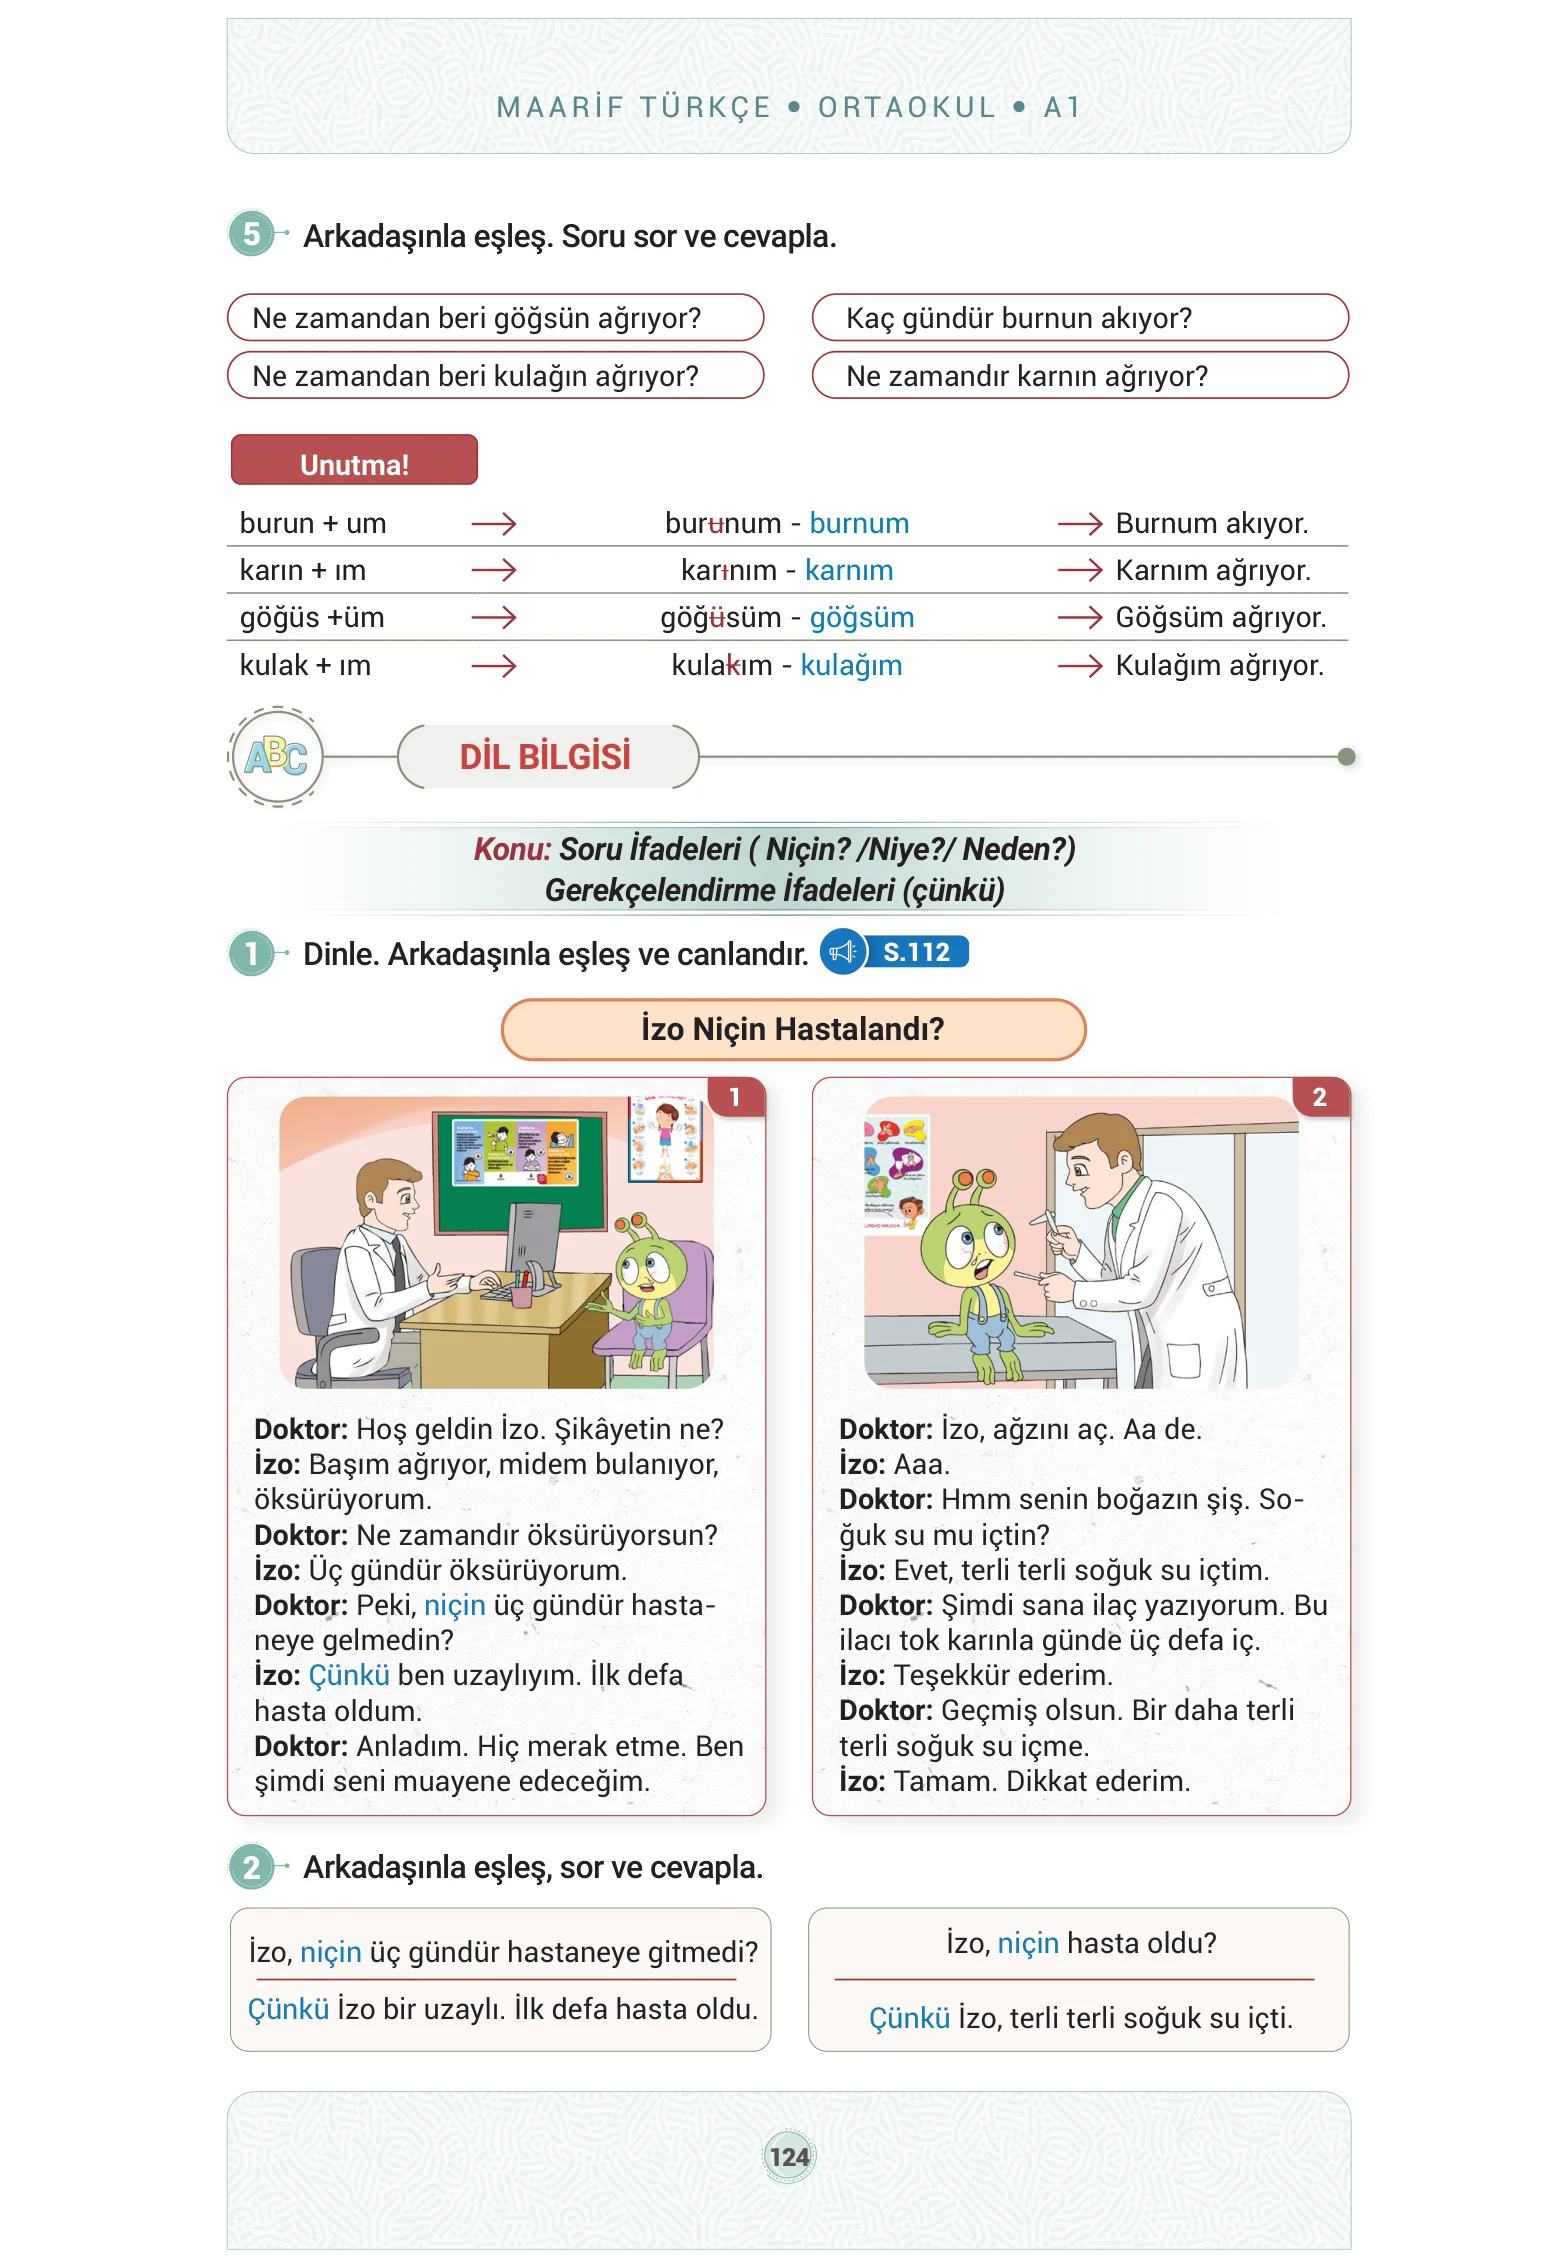 MAARİF TÜRKÇE • ORTAOKUL • A1
5 Arkadaşınla eşleş. Soru sor ve cevapla.
Ne zamandan beri göğsün ağrıyor?
Kaç gündür burnun akıyor?
Ne zamandan beri kulağın ağrıyor?
Ne zamandır karnın ağrıyor?
Unutma!
burun + um → burunum - burnum → Burnum akıyor.
karın + ım → karınım - karnım → Karnım ağrıyor.
göğüs +üm → göğüsüm - göğsüm → Göğsüm ağrıyor.
kulak + ım → kulakım - kulağım → Kulağım ağrıyor.
ABC
DİL BİLGİSİ
Konu: Soru İfadeleri ( Niçin? /Niye?/ Neden?)
Gerekçelendirme İfadeleri (çünkü)
1 Dinle. Arkadaşınla eşleş ve canlandır. S.112
İzo Niçin Hastalandı?
1
Doktor: Hoş geldin İzo. Şikâyetin ne?
İzo: Başım ağrıyor, midem bulanıyor,
öksürüyorum.
Doktor: Ne zamandır öksürüyorsun?
İzo: Üç gündür öksürüyorum.
Doktor: Peki, niçin üç gündür hasta-
neye gelmedin?
İzo: Çünkü ben uzaylıyım. İlk defa
hasta oldum.
Doktor: Anladım. Hiç merak etme. Ben
şimdi seni muayene edeceğim.
2
Doktor: İzo, ağzını aç. Aa de.
İzo: Aaa.
Doktor: Hmm senin boğazın şiş. So-
ğuk su mu içtin?
İzo: Evet, terli terli soğuk su içtim.
Doktor: Şimdi sana ilaç yazıyorum. Bu
ilacı tok karınla günde üç defa iç.
İzo: Teşekkür ederim.
Doktor: Geçmiş olsun. Bir daha terli
terli soğuk su içme.
İzo: Tamam. Dikkat ederim.
2 Arkadaşınla eşleş, sor ve cevapla.
İzo, niçin üç gündür hastaneye gitmedi?
Çünkü İzo bir uzaylı. İlk defa hasta oldu.
İzo, niçin hasta oldu?
Çünkü İzo, terli terli soğuk su içti.
124